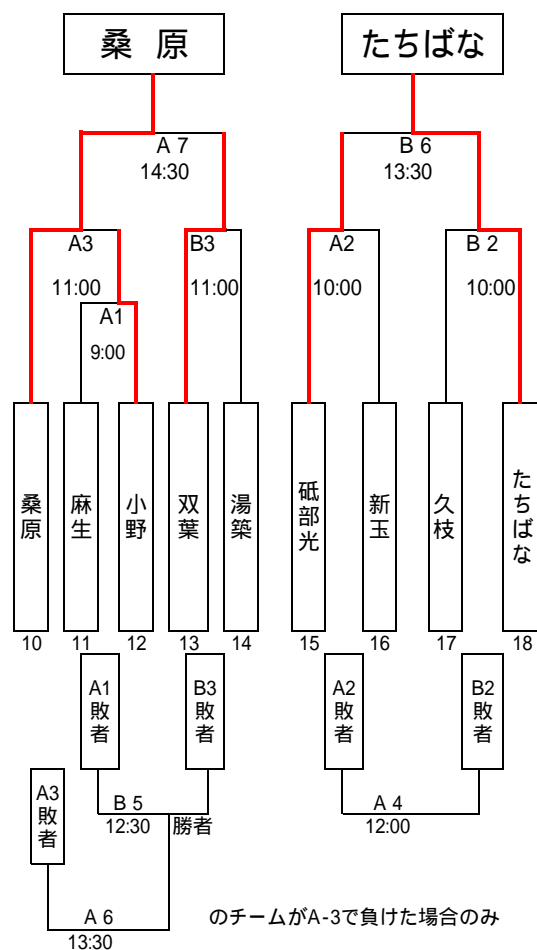 桑 原
たちばな
A 7
14:30
B 6
13:30
A3
11:00
B3
11:00
A2
10:00
B 2
10:00
A1
9:00
桑原
麻生
小野
双葉
湯築
砥部光
新玉
久枝
たちばな
10
11
12
13
14
15
16
17
18
A1
敗者
B3
敗者
A2
敗者
B2
敗者
A3
敗者
B 5
12:30
勝者
A 4
12:00
A 6
13:30
のチームがA-3で負けた場合のみ